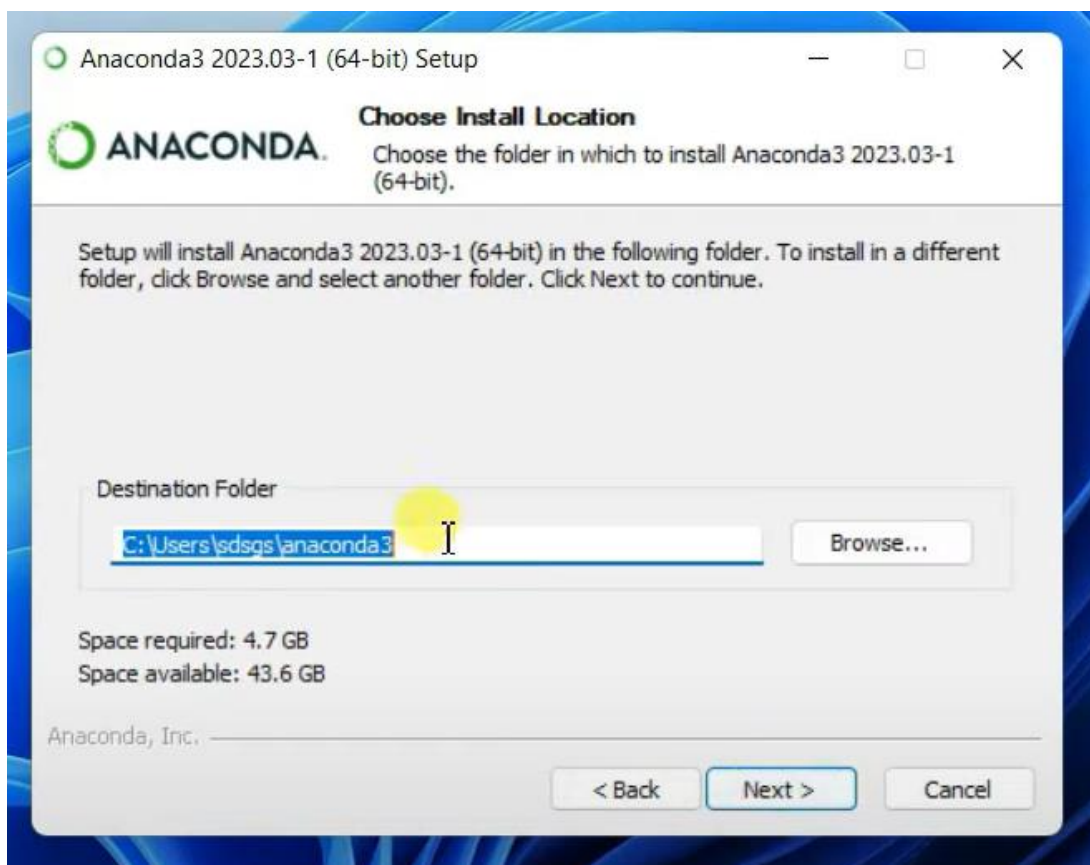 Anaconda3 2023.03-1 (64-bit) Setup
ANACONDA.
Choose Install Location
Choose the folder in which to install Anaconda3 2023.03-1
(64-bit).
Setup will install Anaconda3 2023.03-1 (64-bit) in the following folder. To install in a different
folder, click Browse and select another folder. Click Next to continue.
Destination Folder
C:\Users\sdsgs\anaconda3
Browse...
Space required: 4.7 GB
Space available: 43.6 GB
Anaconda, Inc.
< Back
Next >
Cancel